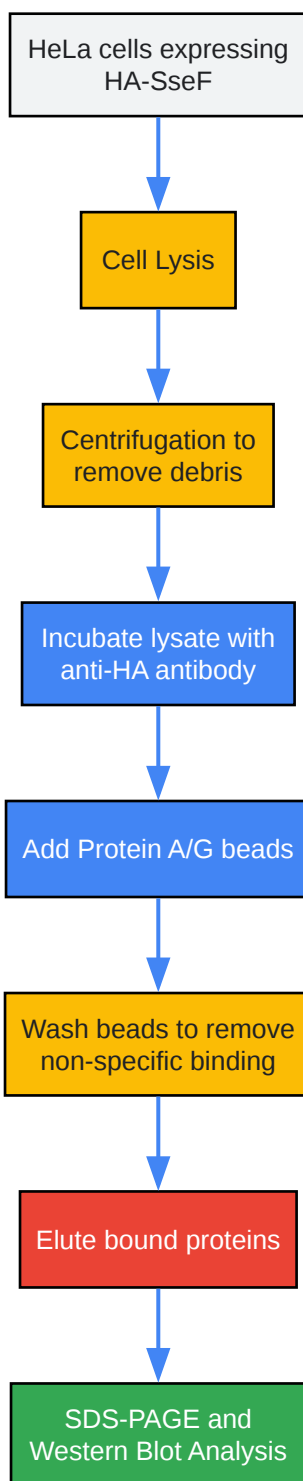 HeLa cells expressing
HA-SseF
Cell Lysis
Centrifugation to
remove debris
Incubate lysate with
anti-HA antibody
Add Protein A/G beads
Wash beads to remove
non-specific binding
Elute bound proteins
SDS-PAGE and
Western Blot Analysis